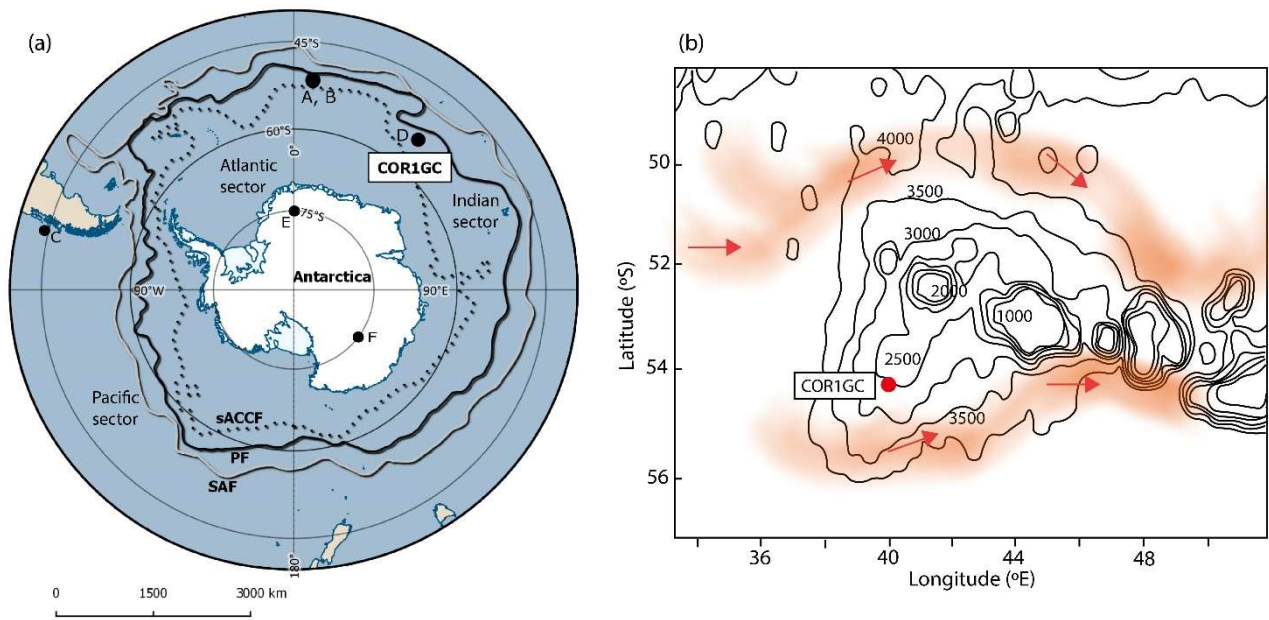 (a)
45°S
A, B
60°S
0°
D
COR1GC
Atlantic
sector
Indian
sector
E
75°S
C
Antarctica
90°W
90°E
F
Pacific
sector
sACCF
PF
SAF
180°
0 1500 3000 km
(b)
4000
50
3500
3000
52
2000
1000
Latitude (ºS)
2500
54
COR1GC
3500
56
36 40 44 48
Longitude (ºE)